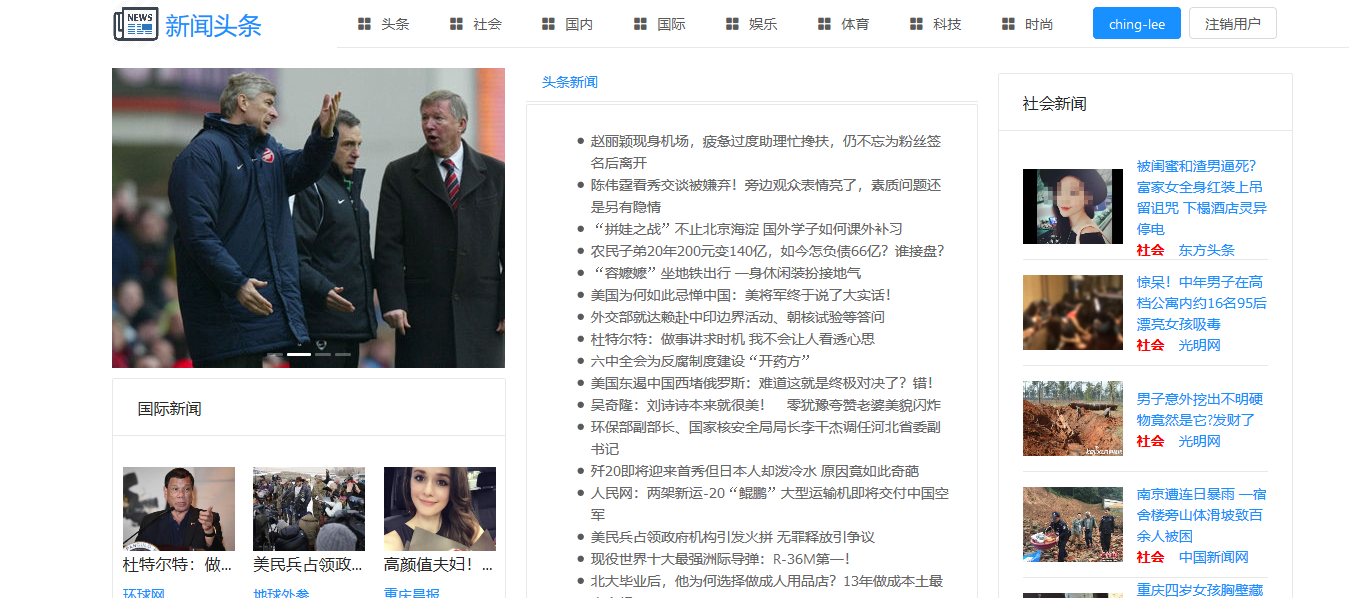 NEWS 新闻头条
头条 社会 国内 国际 娱乐 体育 科技 时尚 ching-lee 注销用户
国际新闻
杜特尔特：做... 美民兵占领政... 高颜值夫妇！...
环球网 地球外参 重庆晨报
头条新闻
赵丽颖现身机场，疲惫过度助理忙搀扶，仍不忘为粉丝签
名后离开
陈伟霆看秀交谈被嫌弃！旁边观众表情亮了，素质问题还
是另有隐情
“拼娃之战”不止北京海淀 国外学子如何课外补习
农民子弟20年200元变140亿，如今怎负债66亿？谁接盘？
“容嬷嬷”坐地铁出行 一身休闲装扮接地气
美国为何如此忌惮中国：美将军终于说了大实话！
外交部就达赖赴中印边界活动、朝核试验等答问
杜特尔特：做事讲求时机 我不会让人看透心思
六中全会为反腐制度建设“开药方”
美国东遏中国西堵俄罗斯：难道这就是终极对决了？错！
吴奇隆：刘诗诗本来就很美！　零犹豫夸赞老婆美貌闪炸
环保部副部长、国家核安全局局长李干杰调任河北省委副
书记
歼20即将迎来首秀但日本人却泼冷水 原因竟如此奇葩
人民网：两架新运-20“鲲鹏”大型运输机即将交付中国空
军
美民兵占领政府机构引发火拼 无罪释放引争议
现役世界十大最强洲际导弹：R-36M第一！
北大毕业后，他为何选择做成人用品店？13年做成本土最
社会新闻
被闺蜜和渣男逼死？
富家女全身红装上吊
留诅咒 下榻酒店灵异
停电
社会 东方头条
惊呆！中年男子在高
档公寓内约16名95后
漂亮女孩吸毒
社会 光明网
男子意外挖出不明硬
物竟然是它?发财了
社会 光明网
南京遭连日暴雨 一宿
舍楼旁山体滑坡致百
余人被困
社会 中国新闻网
重庆四岁女孩胸壁藏